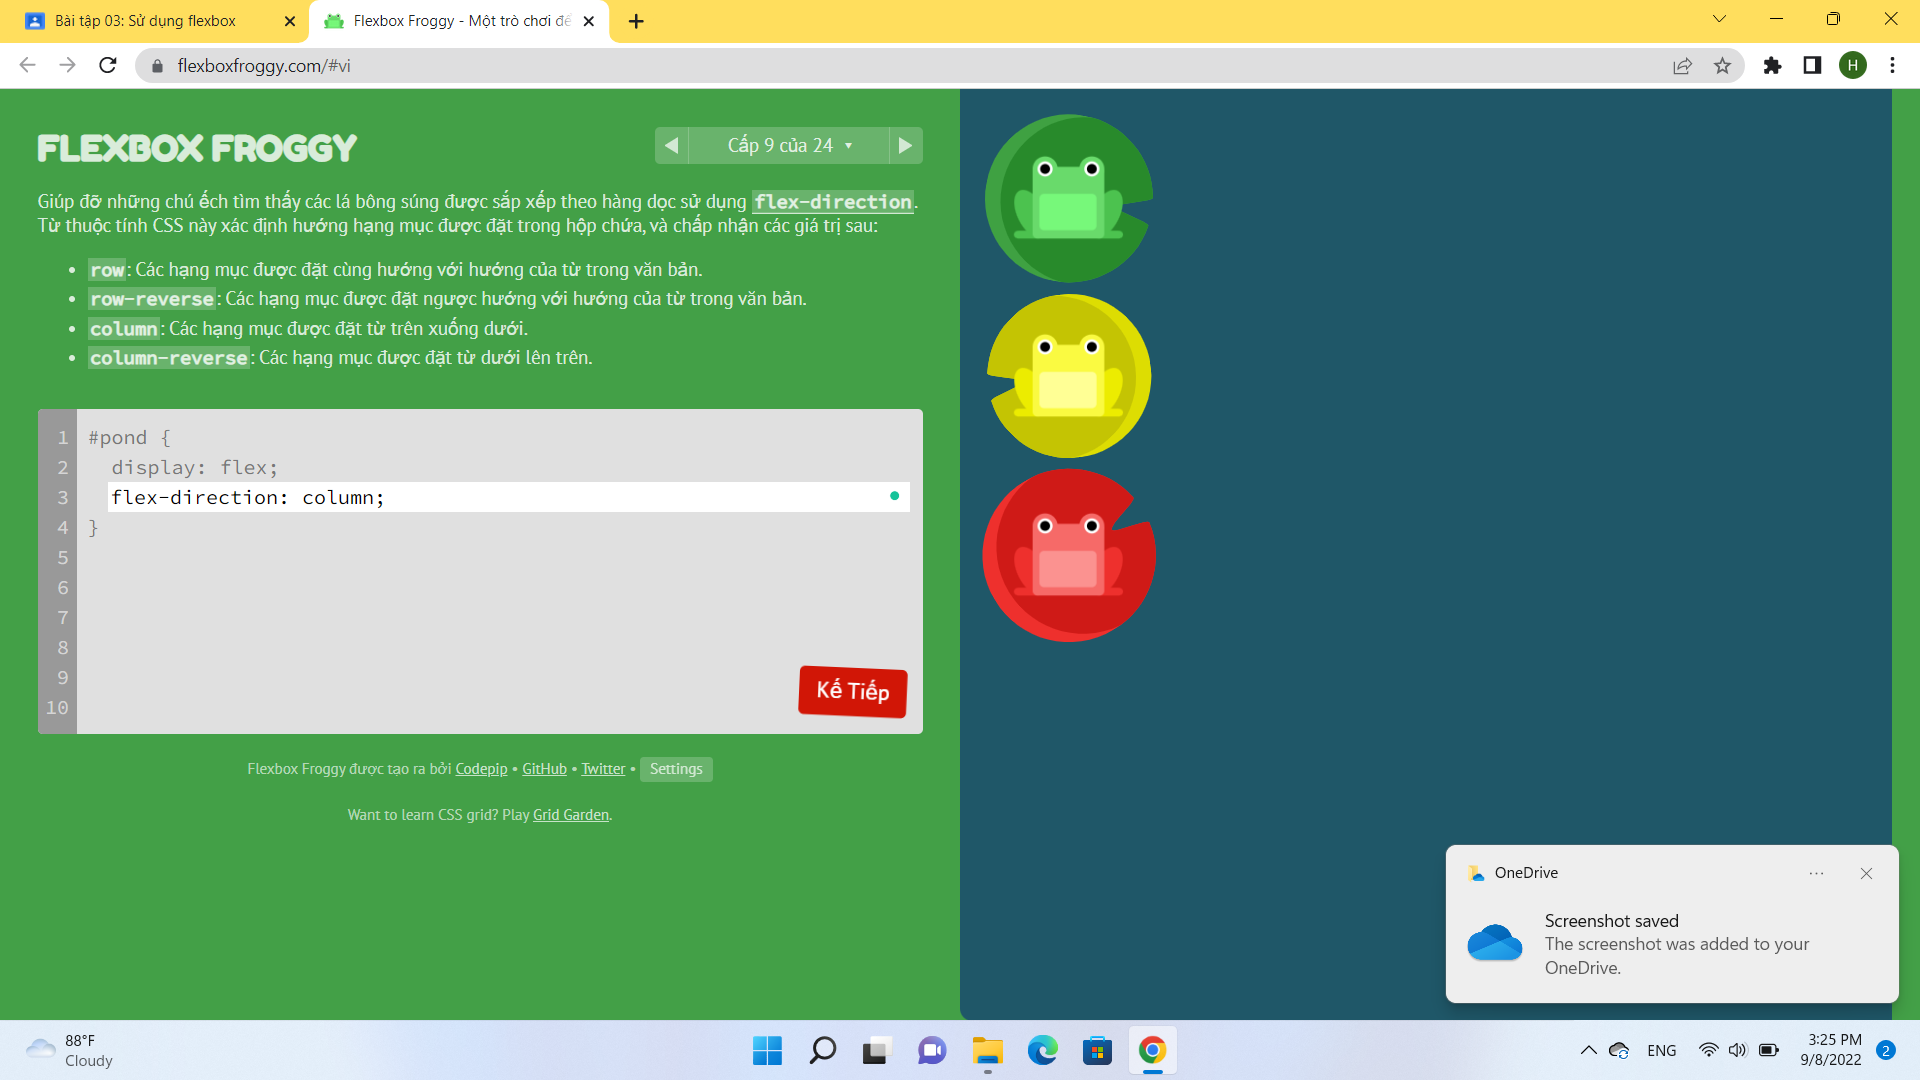 Bài tập 03: Sử dụng flexbox
Flexbox Froggy - Một trò chơi để
flexboxfroggy.com/#vi
H
FLEXBOX FROGGY
Cấp 9 của 24
Giúp đỡ những chú ếch tìm thấy các lá bông súng được sắp xếp theo hàng dọc sử dụng flex-direction.
Từ thuộc tính CSS này xác định hướng hạng mục được đặt trong hộp chứa, và chấp nhận các giá trị sau:
• row: Các hạng mục được đặt cùng hướng với hướng của từ trong văn bản.
• row-reverse: Các hạng mục được đặt ngược hướng với hướng của từ trong văn bản.
• column: Các hạng mục được đặt từ trên xuống dưới.
• column-reverse: Các hạng mục được đặt từ dưới lên trên.
1 #pond {
2 display: flex;
3 flex-direction: column;
4 }
5
6
7
8
9
10
Kế Tiếp
Flexbox Froggy được tạo ra bởi Codepip • GitHub • Twitter • Settings
Want to learn CSS grid? Play Grid Garden.
OneDrive
Screenshot saved
The screenshot was added to your
OneDrive.
88°F
Cloudy
ENG
3:25 PM
9/8/2022
2